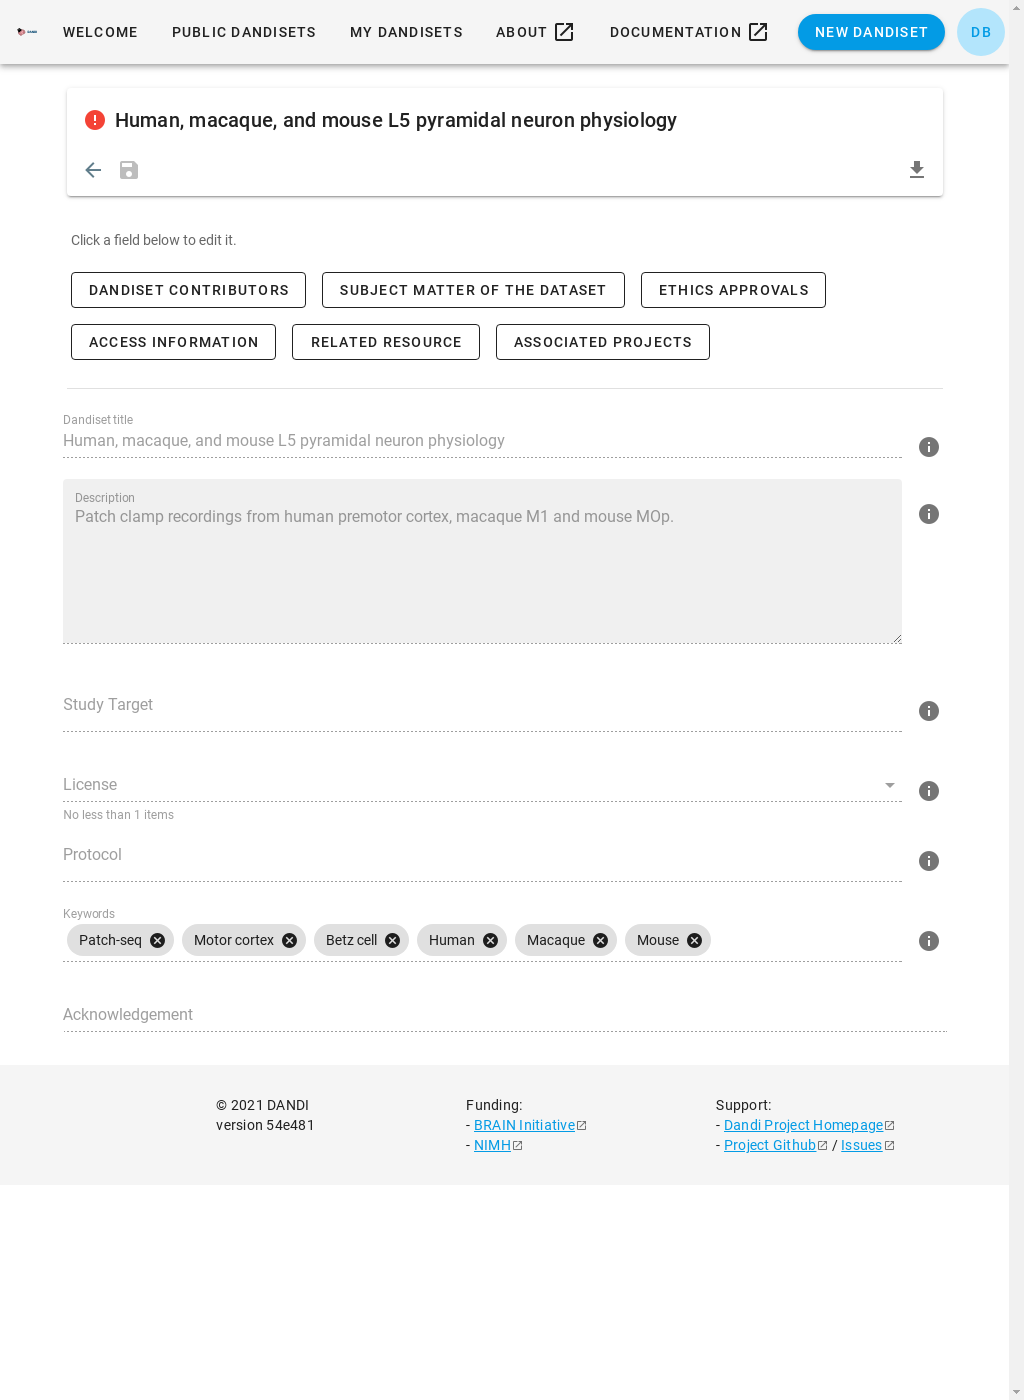 WELCOME PUBLIC DANDISETS MY DANDISETS ABOUT DOCUMENTATION NEW DANDISET DB
Human, macaque, and mouse L5 pyramidal neuron physiology
Click a field below to edit it.
DANDISET CONTRIBUTORS SUBJECT MATTER OF THE DATASET ETHICS APPROVALS
ACCESS INFORMATION RELATED RESOURCE ASSOCIATED PROJECTS
Dandiset title
Human, macaque, and mouse L5 pyramidal neuron physiology
Description
Patch clamp recordings from human premotor cortex, macaque M1 and mouse MOp.
Study Target
License
No less than 1 items
Protocol
Keywords
Patch-seq Motor cortex Betz cell Human Macaque Mouse
Acknowledgement
© 2021 DANDI
version 54e481
Funding:
- BRAIN Initiative
- NIMH
Support:
- Dandi Project Homepage
- Project Github / Issues